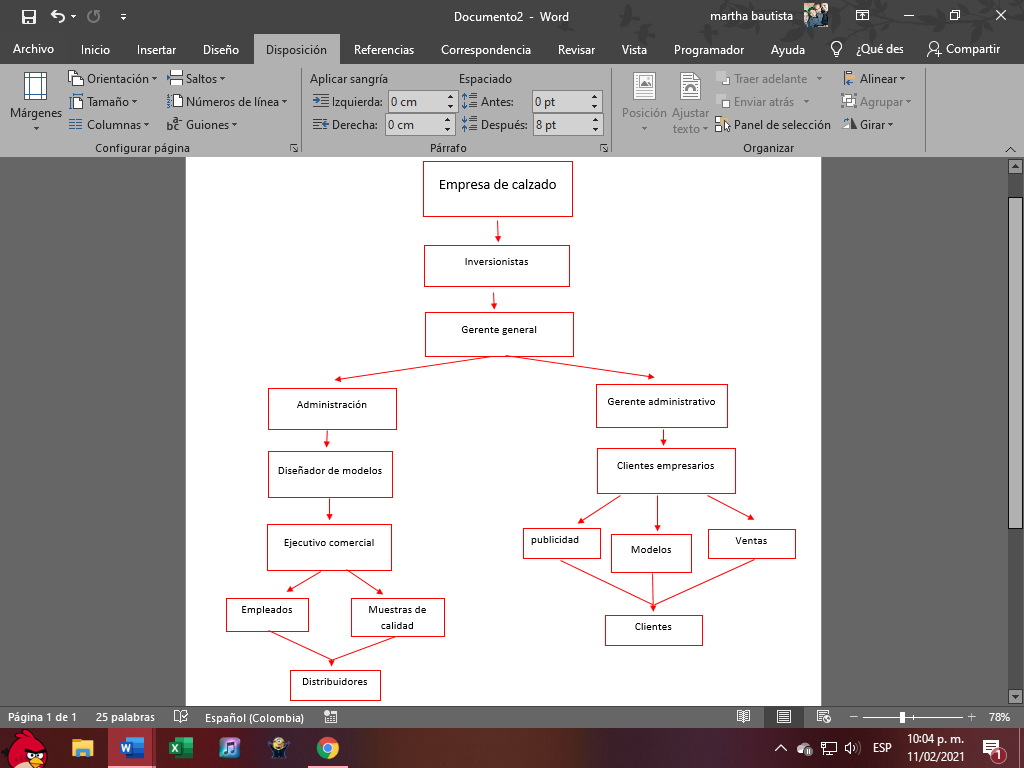 Documento2 - Word
martha bautista
Archivo Inicio Insertar Diseño Disposición Referencias Correspondencia Revisar Vista Programador Ayuda ¿Qué des Compartir
Márgenes
Orientación
Tamaño
Columnas
Saltos
Números de línea
Guiones
Configurar página
Aplicar sangría
Izquierda: 0 cm
Derecha: 0 cm
Espaciado
Antes: 0 pt
Después: 8 pt
Párrafo
Posición
Ajustar
texto
Traer adelante
Enviar atrás
Panel de selección
Alinear
Agrupar
Girar
Organizar
Empresa de calzado
Inversionistas
Gerente general
Administración
Gerente administrativo
Diseñador de modelos
Clientes empresarios
Ejecutivo comercial
publicidad
Modelos
Ventas
Empleados
Muestras de
calidad
Clientes
Distribuidores
Página 1 de 1 25 palabras Español (Colombia) 78%
ESP
10:04 p. m.
11/02/2021
1